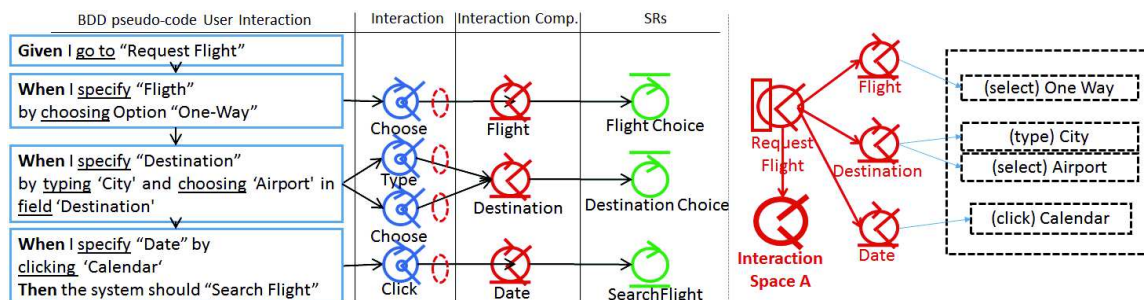 BDD pseudo-code User Interaction
Interaction
Interaction Comp.
SRs
Given I go to “Request Flight”
When I specify “Fligth”
by choosing Option “One-Way”
Choose
Flight
Flight Choice
When I specify “Destination”
by typing ‘City' and choosing ‘Airport' in
field ‘Destination'
Type
Choose
Destination
Destination Choice
When I specify “Date” by
clicking ‘Calendar‘
Then the system should “Search Flight”
Click
Date
SearchFlight
Request
Flight
Interaction
Space A
Flight
Destination
Date
(select) One Way
(type) City
(select) Airport
(click) Calendar